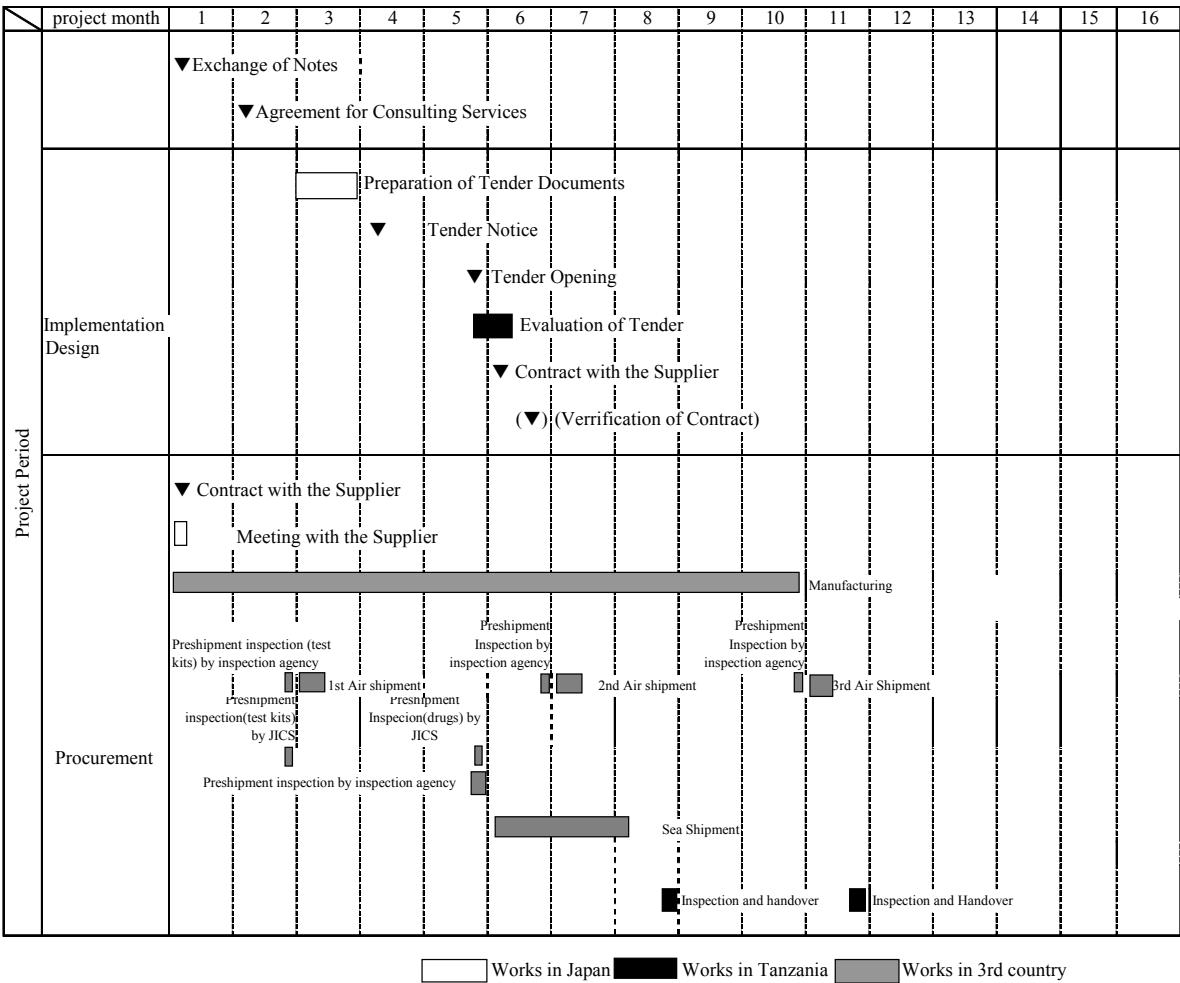 project month 1 2 3 4 5 6 7 8 9 10 11 12 13 14 15 16
Project Period
▼Exchange of Notes
▼Agreement for Consulting Services
Implementation
Design
Preparation of Tender Documents
▼ Tender Notice
▼ Tender Opening
Evaluation of Tender
▼ Contract with the Supplier
(▼) (Verrification of Contract)
Procurement
▼ Contract with the Supplier
Meeting with the Supplier
Manufacturing
Preshipment inspection (test
kits) by inspection agency
1st Air shipment
Preshipment
inspection(test kits)
by JICS
Preshipment
Inspecion(drugs) by
JICS
Preshipment
Inspection by
inspection agency
2nd Air shipment
Preshipment
Inspection by
inspection agency
3rd Air Shipment
Preshipment inspection by inspection agency
Sea Shipment
Inspection and handover
Inspection and Handover
Works in Japan
Works in Tanzania
Works in 3rd country